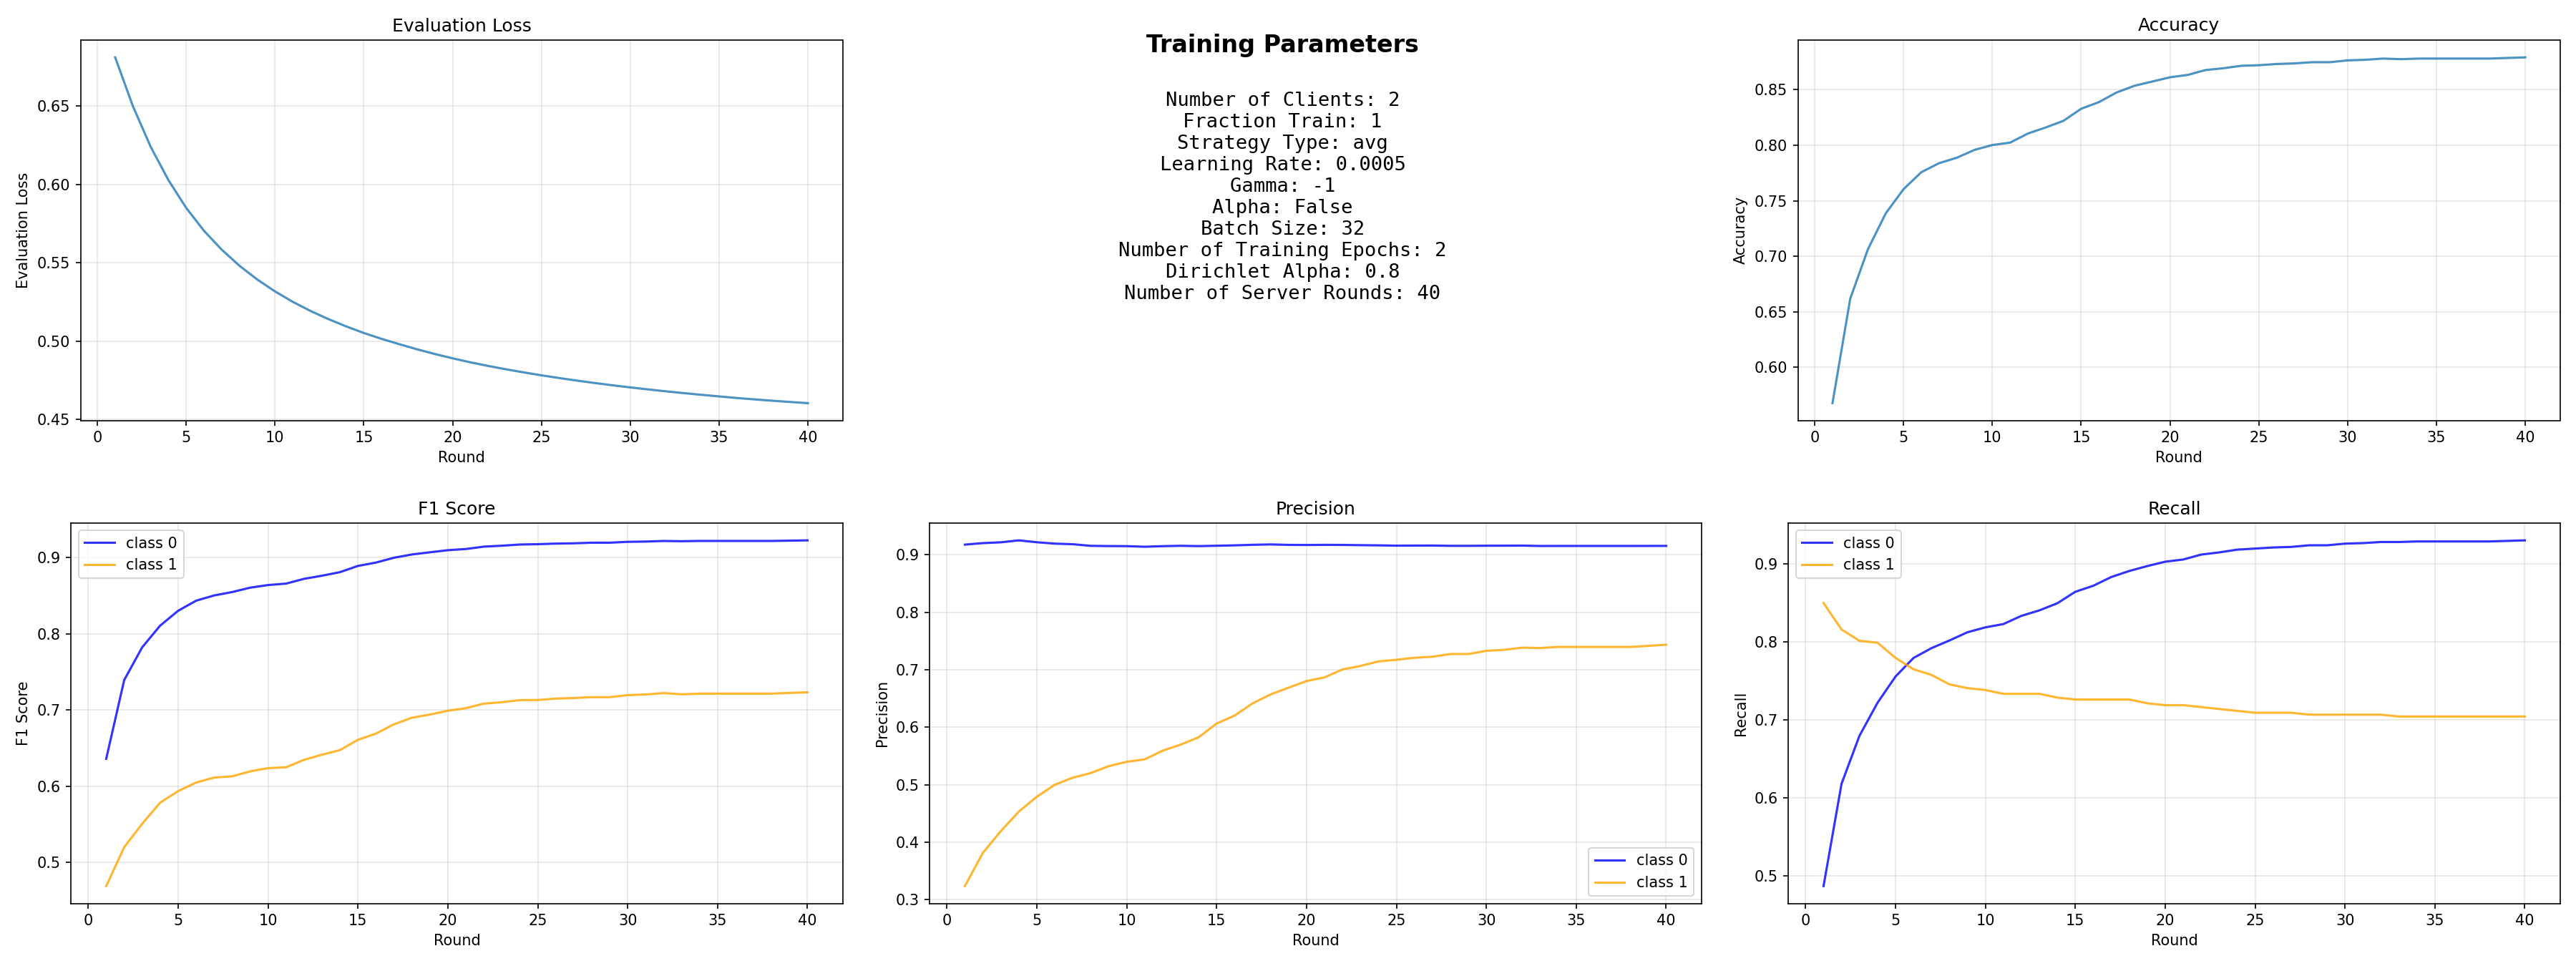 Evaluation Loss
Evaluation Loss
0.65
0.60
0.55
0.50
0.45
0 5 10 15 20 25 30 35 40
Round
Training Parameters
Number of Clients: 2
Fraction Train: 1
Strategy Type: avg
Learning Rate: 0.0005
Gamma: -1
Alpha: False
Batch Size: 32
Number of Training Epochs: 2
Dirichlet Alpha: 0.8
Number of Server Rounds: 40
Accuracy
Accuracy
0.85
0.80
0.75
0.70
0.65
0.60
0 5 10 15 20 25 30 35 40
Round
F1 Score
F1 Score
class 0
class 1
0.9
0.8
0.7
0.6
0.5
0 5 10 15 20 25 30 35 40
Round
Precision
Precision
0.9
0.8
0.7
0.6
0.5
0.4
0.3
class 0
class 1
0 5 10 15 20 25 30 35 40
Round
Recall
Recall
class 0
class 1
0.9
0.8
0.7
0.6
0.5
0 5 10 15 20 25 30 35 40
Round